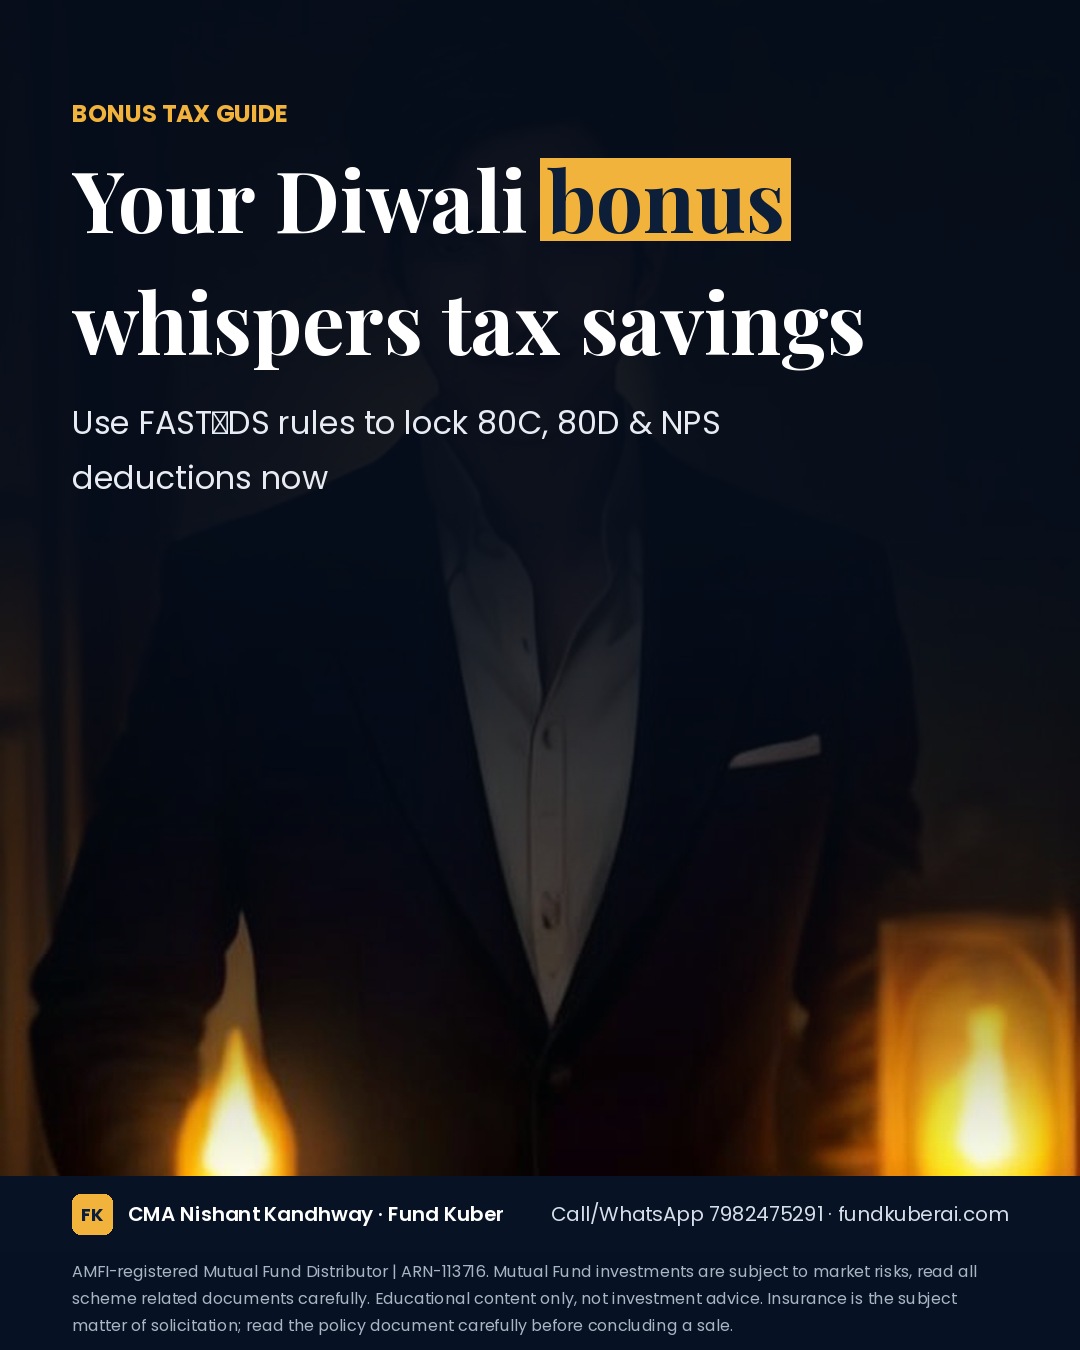 BONUS TAX GUIDE
Your Diwali bonus
whispers tax savings
Use FAST☒DS rules to lock 80C, 80D & NPS
deductions now
FK
CMA Nishant Kandhway · Fund Kuber
Call/WhatsApp 7982475291 · fundkuberai.com
AMFI-registered Mutual Fund Distributor | ARN-113716. Mutual Fund investments are subject to market risks, read all
scheme related documents carefully. Educational content only, not investment advice. Insurance is the subject
matter of solicitation; read the policy document carefully before concluding a sale.